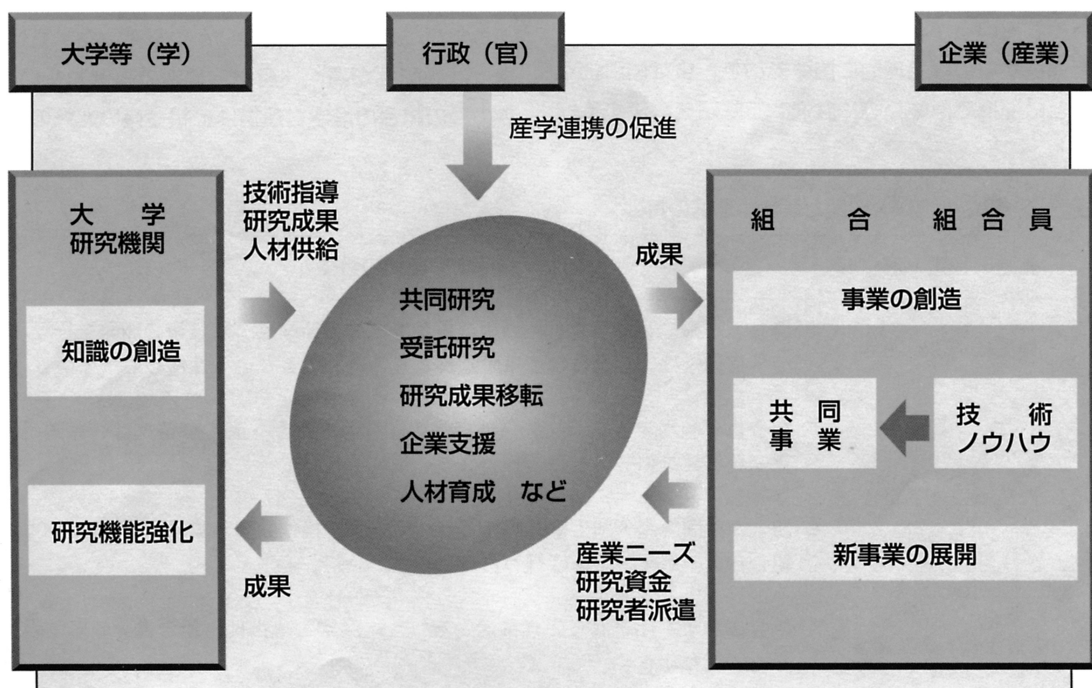 大学等（学）
行政（官）
企業（産業）
産学連携の促進
大　学
研究機関
知識の創造
研究機能強化
技術指導
研究成果
人材供給
共同研究
受託研究
研究成果移転
企業支援
人材育成　など
成果
成果
産業ニーズ
研究資金
研究者派遣
組　合　組合員
事業の創造
共　同
事　業
技　術
ノウハウ
新事業の展開